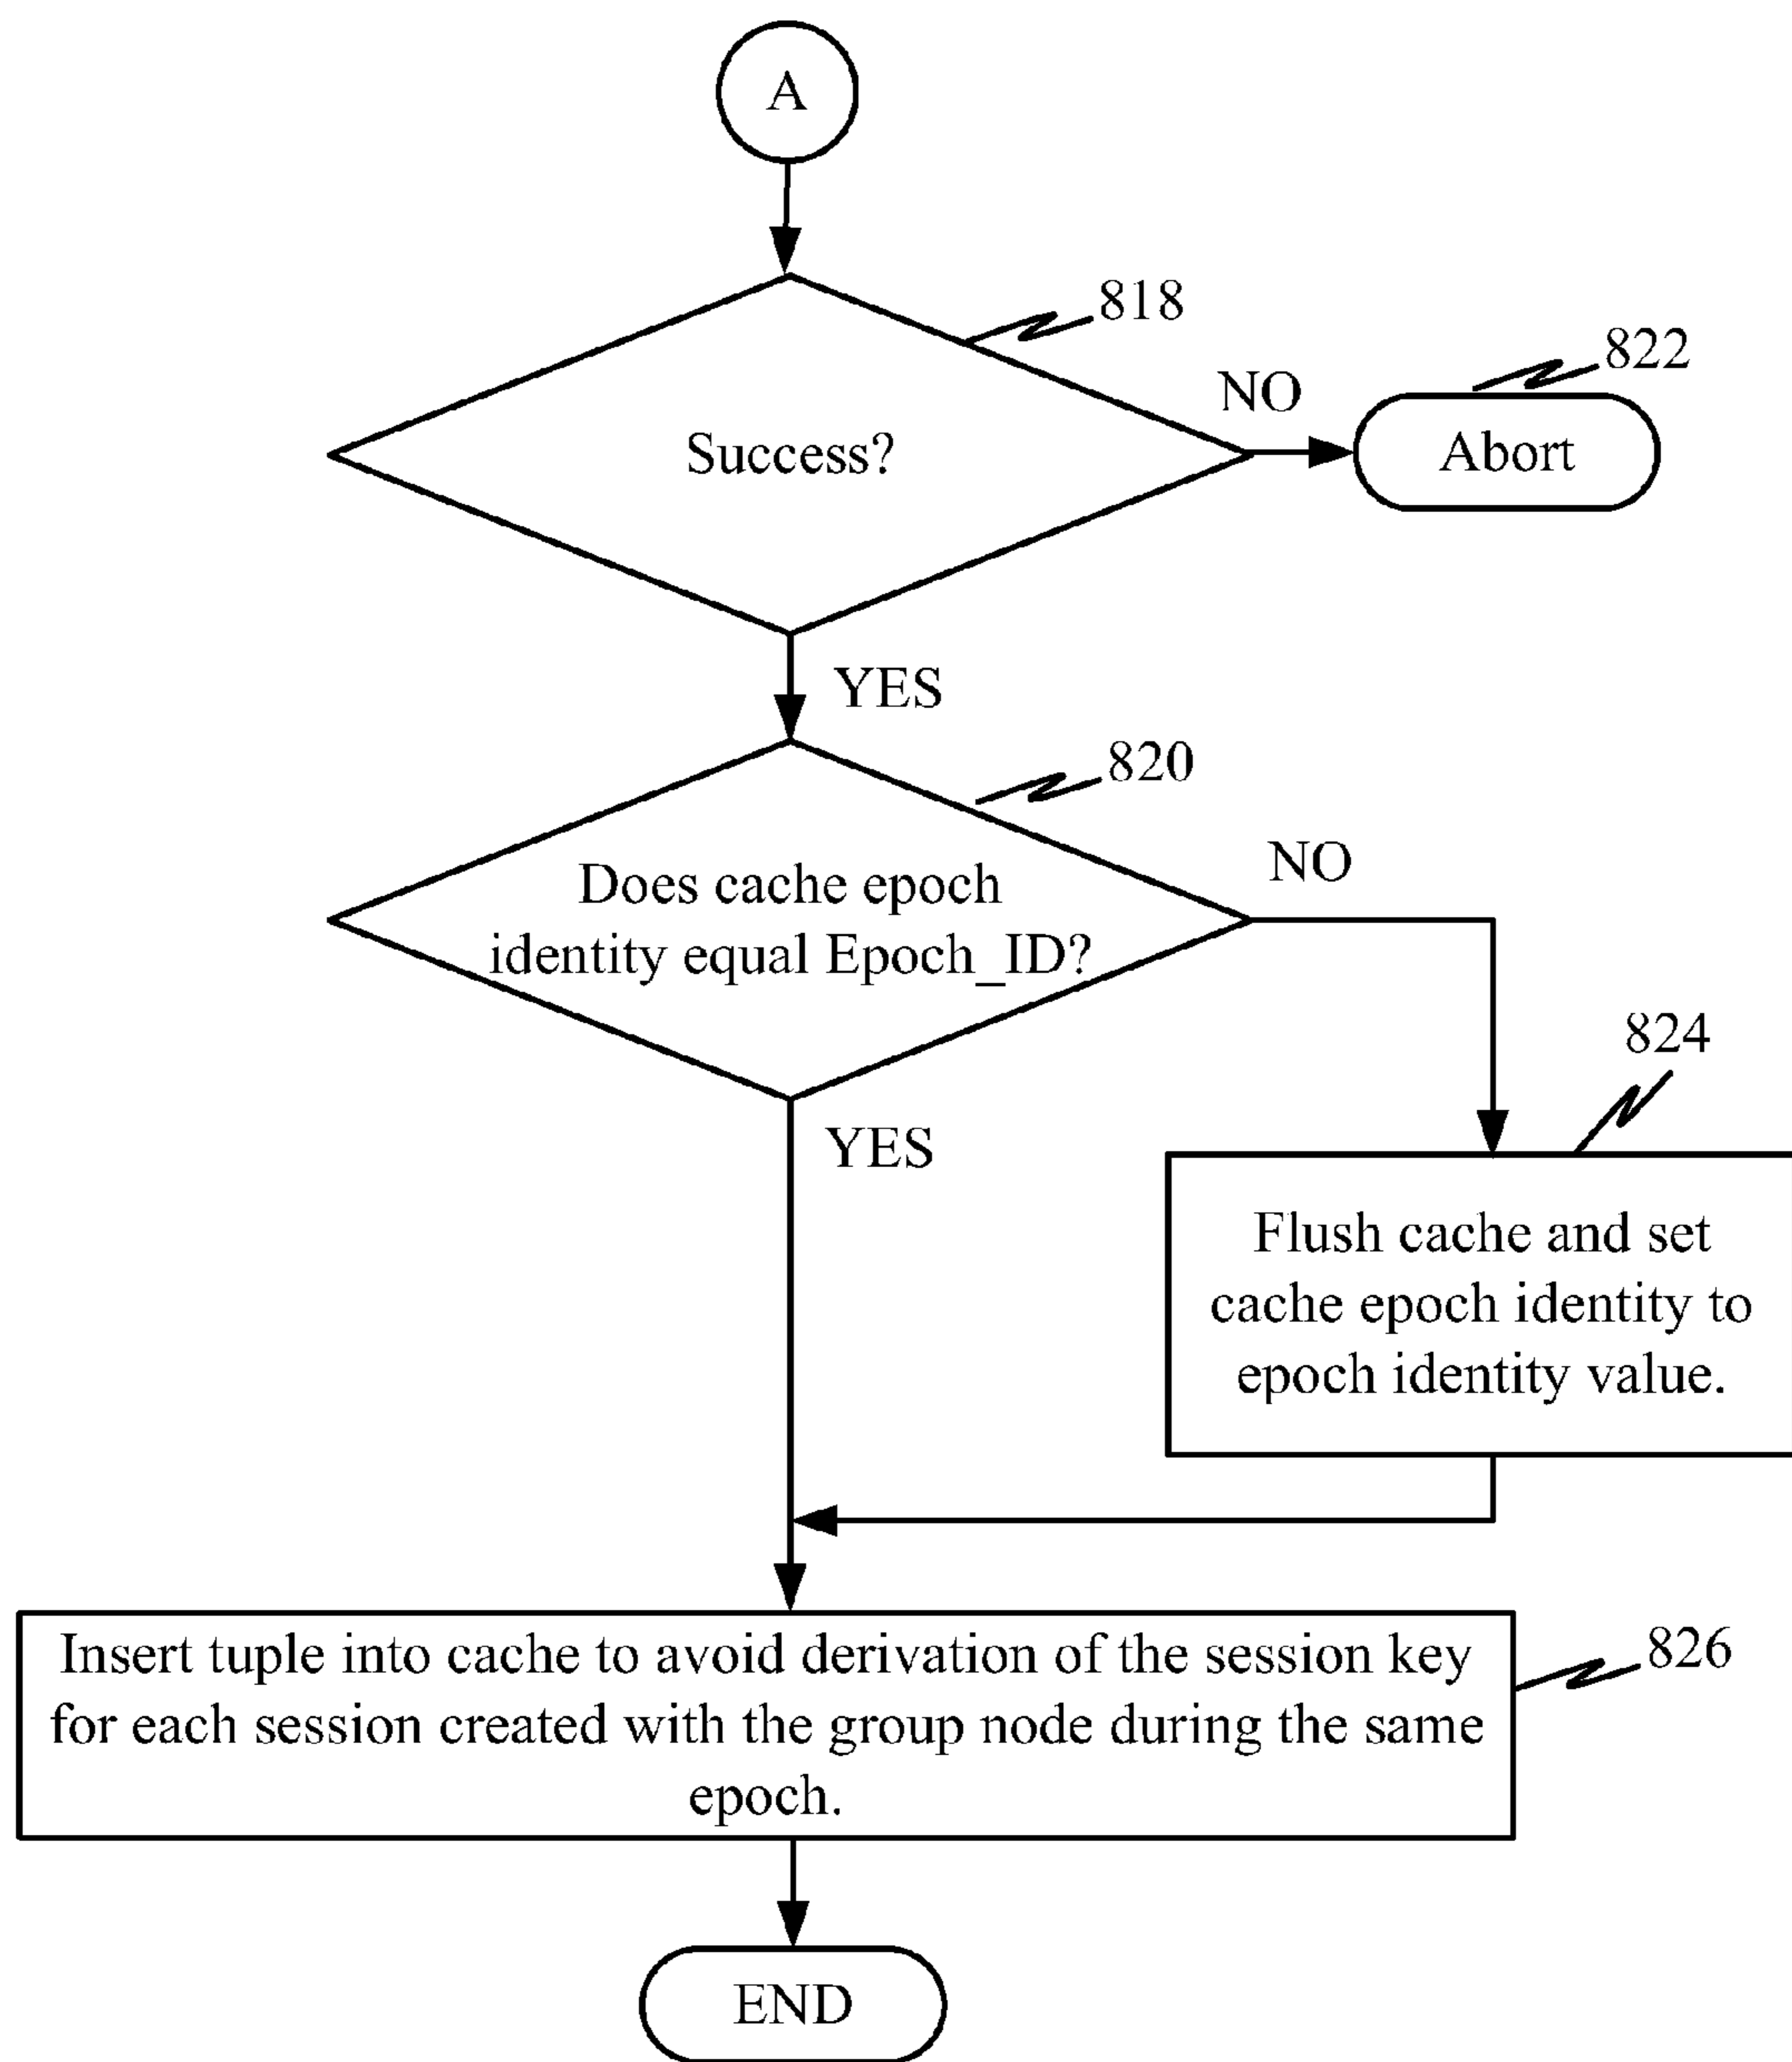 A
818
822
NO
Success?
Abort
YES
820
NO
Does cache epoch
identity equal Epoch_ID?
824
YES
Flush cache and set
cache epoch identity to
epoch identity value.
826
Insert tuple into cache to avoid derivation of the session key
for each session created with the group node during the same
epoch.
END